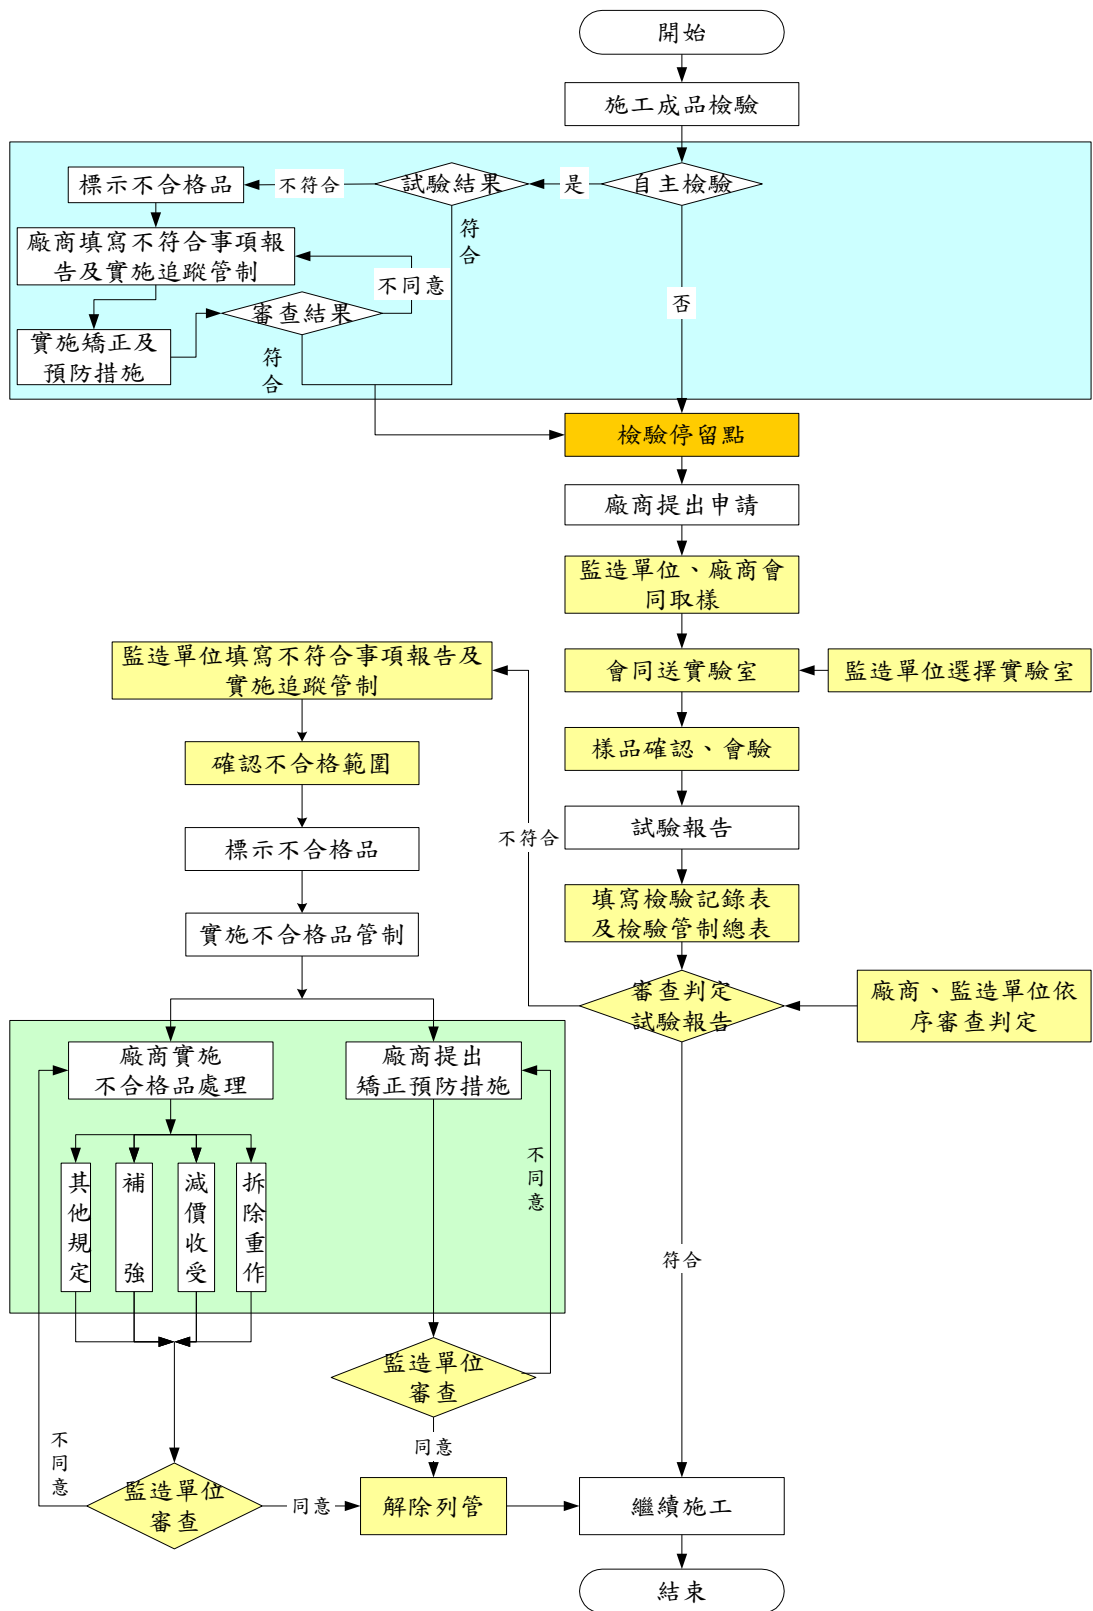 開始
施工成品檢驗
自主檢驗
是
試驗結果
不符合
標示不合格品
符
合
廠商填寫不符合事項報
告及實施追蹤管制
不同意
審查結果
否
實施矯正及
預防措施
符
合
檢驗停留點
廠商提出申請
監造單位、廠商會
同取樣
會同送實驗室
監造單位選擇實驗室
樣品確認、會驗
試驗報告
填寫檢驗記錄表
及檢驗管制總表
審查判定
試驗報告
廠商、監造單位依
序審查判定
不符合
監造單位填寫不符合事項報告及
實施追蹤管制
確認不合格範圍
標示不合格品
實施不合格品管制
廠商實施
不合格品處理
廠商提出
矯正預防措施
其
他
規
定
補
強
減
價
收
受
拆
除
重
作
不
同
意
監造單位
審查
同意
不
同
意
監造單位
審查
同意
解除列管
符合
繼續施工
結束